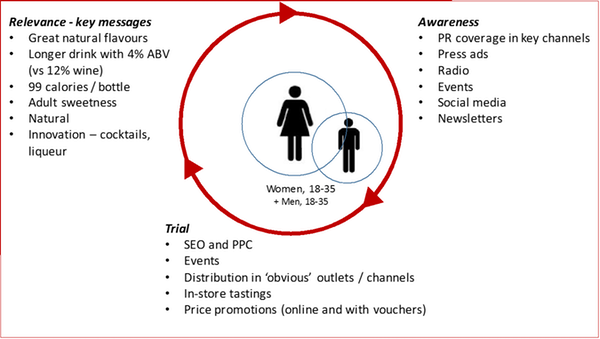 Relevance - key messages
• Great natural flavours
• Longer drink with 4% ABV
(vs 12% wine)
• 99 calories / bottle
• Adult sweetness
• Natural
• Innovation – cocktails,
liqueur
Awareness
• PR coverage in key channels
• Press ads
• Radio
• Events
• Social media
• Newsletters
Women, 18-35
+ Men, 18-35
Trial
• SEO and PPC
• Events
• Distribution in ‘obvious’ outlets / channels
• In-store tastings
• Price promotions (online and with vouchers)